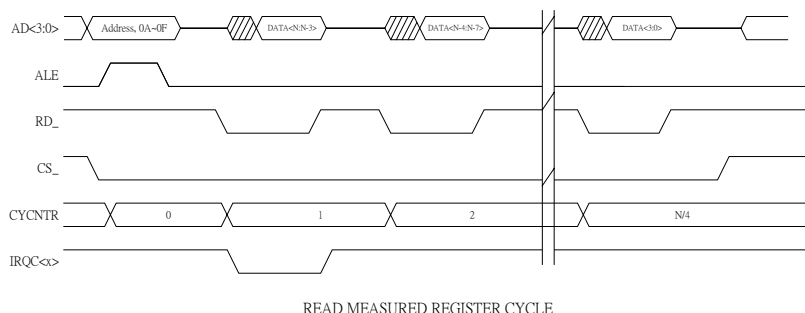 AD<3:0> Address, 0A~0F DATA<N:N-3> DATA<N-4:N-7> DATA<3:0>
ALE
RD_
CS_
CYCNTR 0 1 2 N/4
IRQC<x>
READ MEASURED REGISTER CYCLE